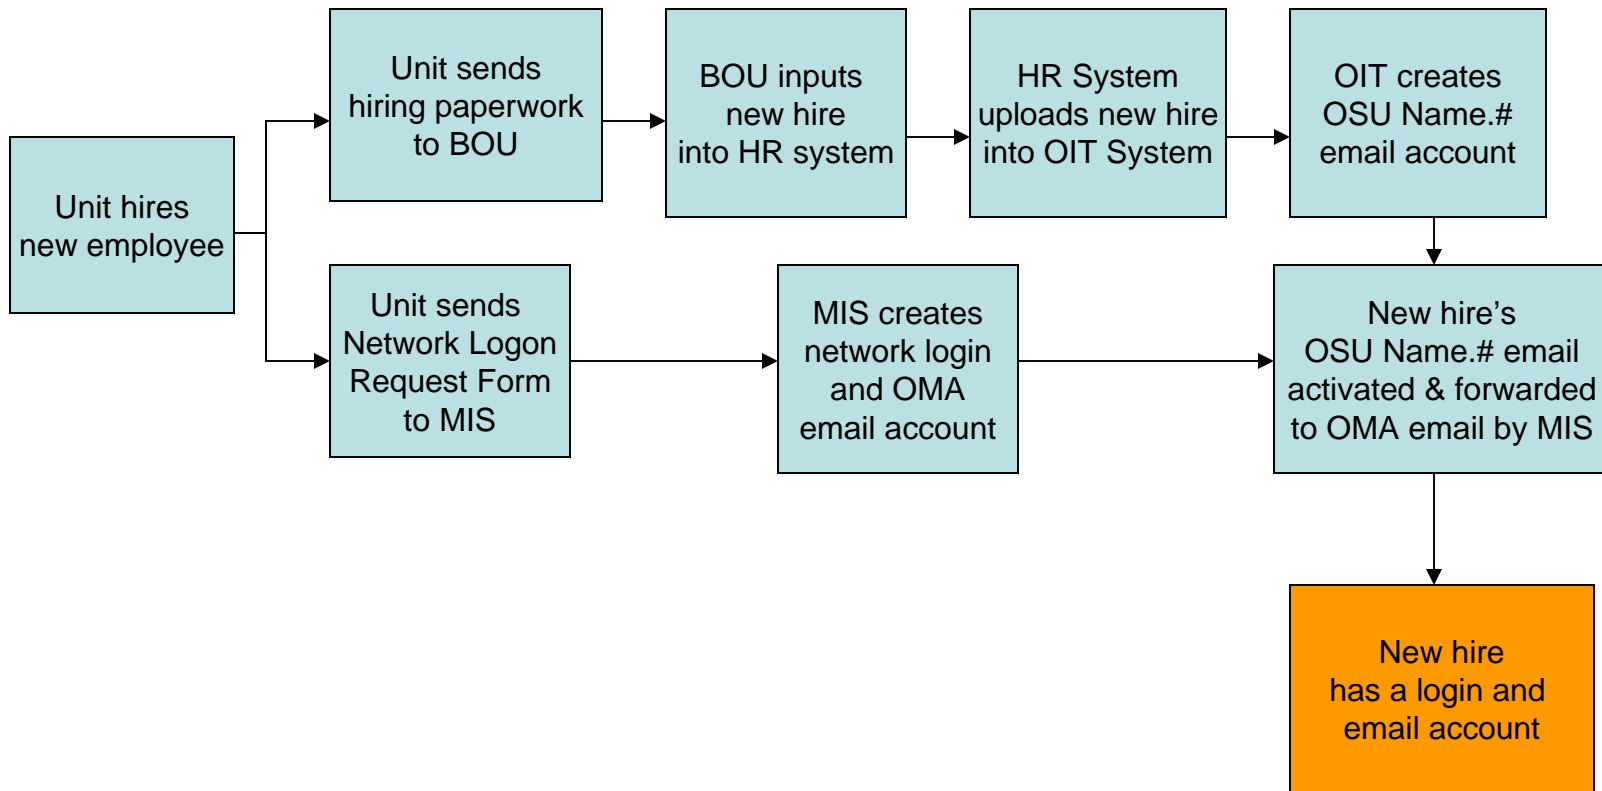 Unit hires
new employee
Unit sends
hiring paperwork
to BOU
BOU inputs
new hire
into HR system
HR System
uploads new hire
into OIT System
OIT creates
OSU Name.#
email account
Unit sends
Network Logon
Request Form
to MIS
MIS creates
network login
and OMA
email account
New hire’s
OSU Name.# email
activated & forwarded
to OMA email by MIS
New hire
has a login and
email account